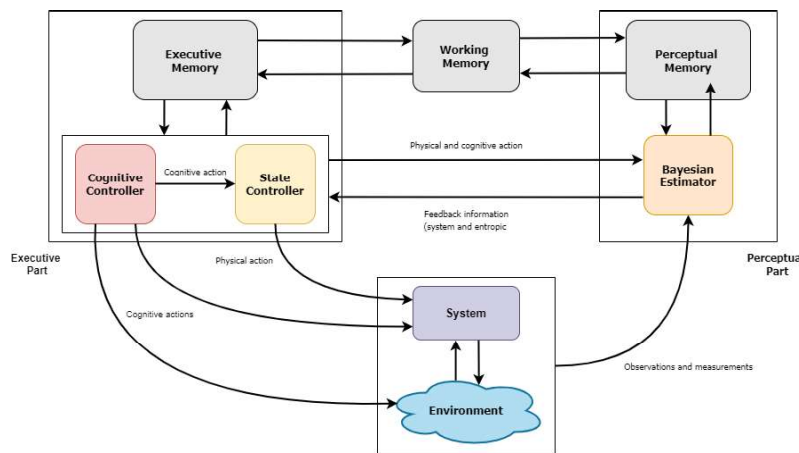 Executive
Memory
Working
Memory
Perceptual
Memory
Cognitive
Controller
Cognitive action
State
Controller
Physical and cognitive action
Bayesian
Estimator
Feedback information
(system and entropic
Executive
Part
Physical action
Perceptual
Part
Cognitive actions
System
Observations and measurements
Environment